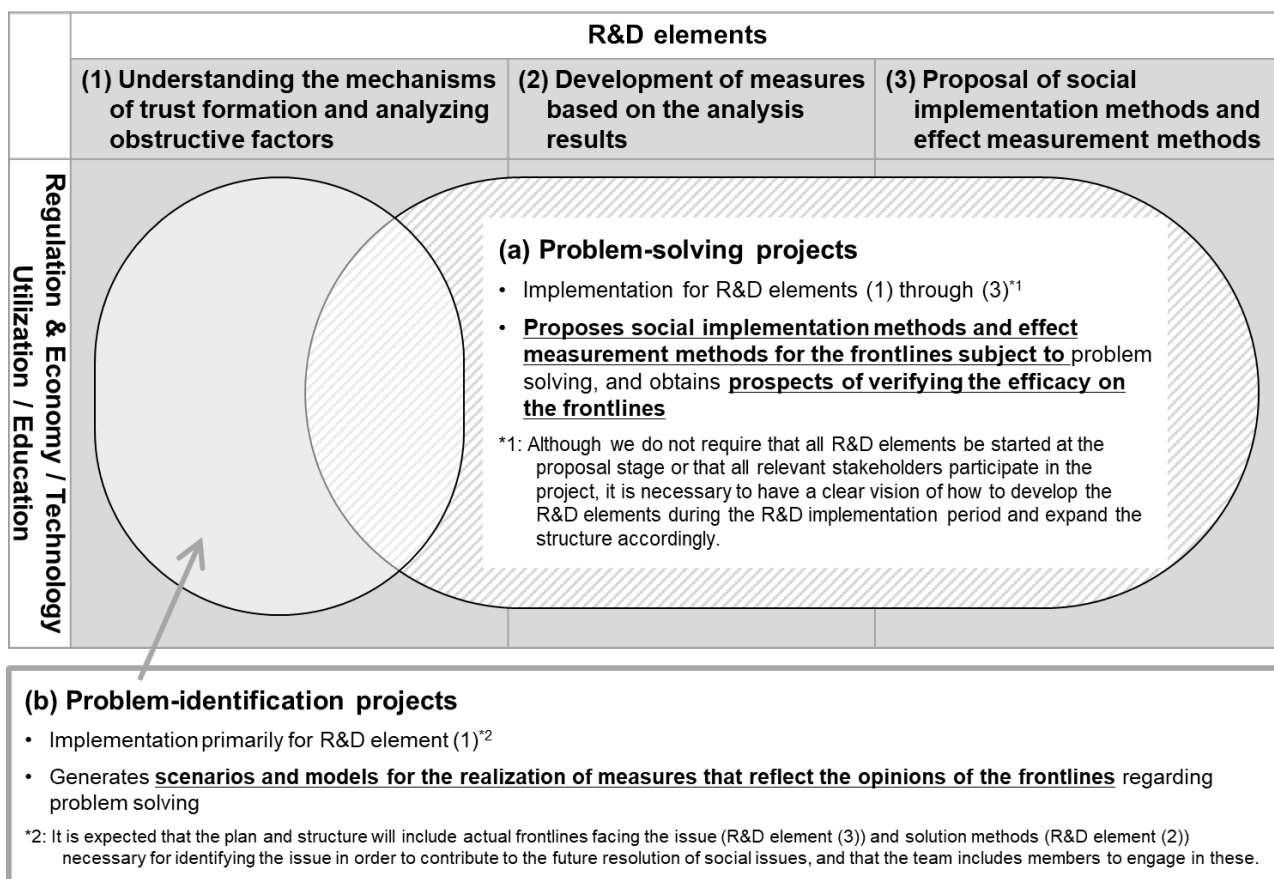 R&D elements
(1) Understanding the mechanisms
of trust formation and analyzing
obstructive factors
(2) Development of measures
based on the analysis
results
(3) Proposal of social
implementation methods and
effect measurement methods
Regulation & Economy / Technology
Utilization / Education
(a) Problem-solving projects
• Implementation for R&D elements (1) through (3)*1
• Proposes social implementation methods and effect
measurement methods for the frontlines subject to problem
solving, and obtains prospects of verifying the efficacy on
the frontlines
*1: Although we do not require that all R&D elements be started at the
proposal stage or that all relevant stakeholders participate in the
project, it is necessary to have a clear vision of how to develop the
R&D elements during the R&D implementation period and expand the
structure accordingly.
(b) Problem-identification projects
• Implementation primarily for R&D element (1)*2
• Generates scenarios and models for the realization of measures that reflect the opinions of the frontlines regarding
problem solving
*2: It is expected that the plan and structure will include actual frontlines facing the issue (R&D element (3)) and solution methods (R&D element (2))
necessary for identifying the issue in order to contribute to the future resolution of social issues, and that the team includes members to engage in these.